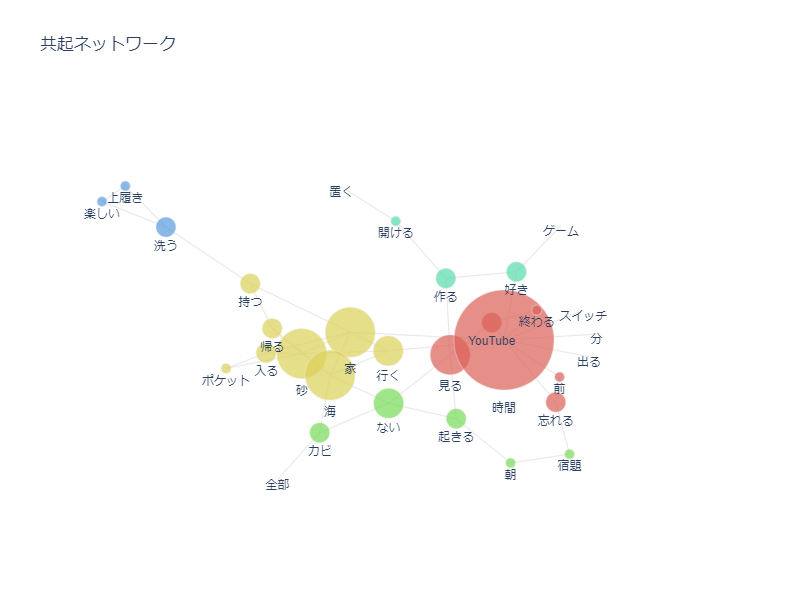 共起ネットワーク
上履き
置く
楽しい
開ける
ゲーム
洗う
好き
作る
持つ
スイッチ
終わる
分
YouTube
帰る
出る
家
入る
行く
ポケット
見る
前
砂
時間
海
忘れる
ない
起きる
カビ
宿題
朝
全部